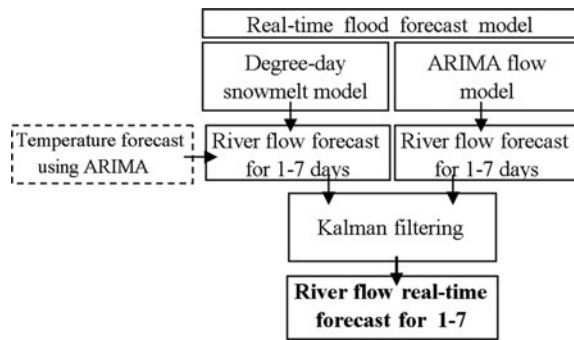 Real-time flood forecast model
Degree-day
snowmelt model
ARIMA flow
model
Temperature forecast
using ARIMA
River flow forecast
for 1-7 days
River flow forecast
for 1-7 days
Kalman filtering
River flow real-time
forecast for 1-7